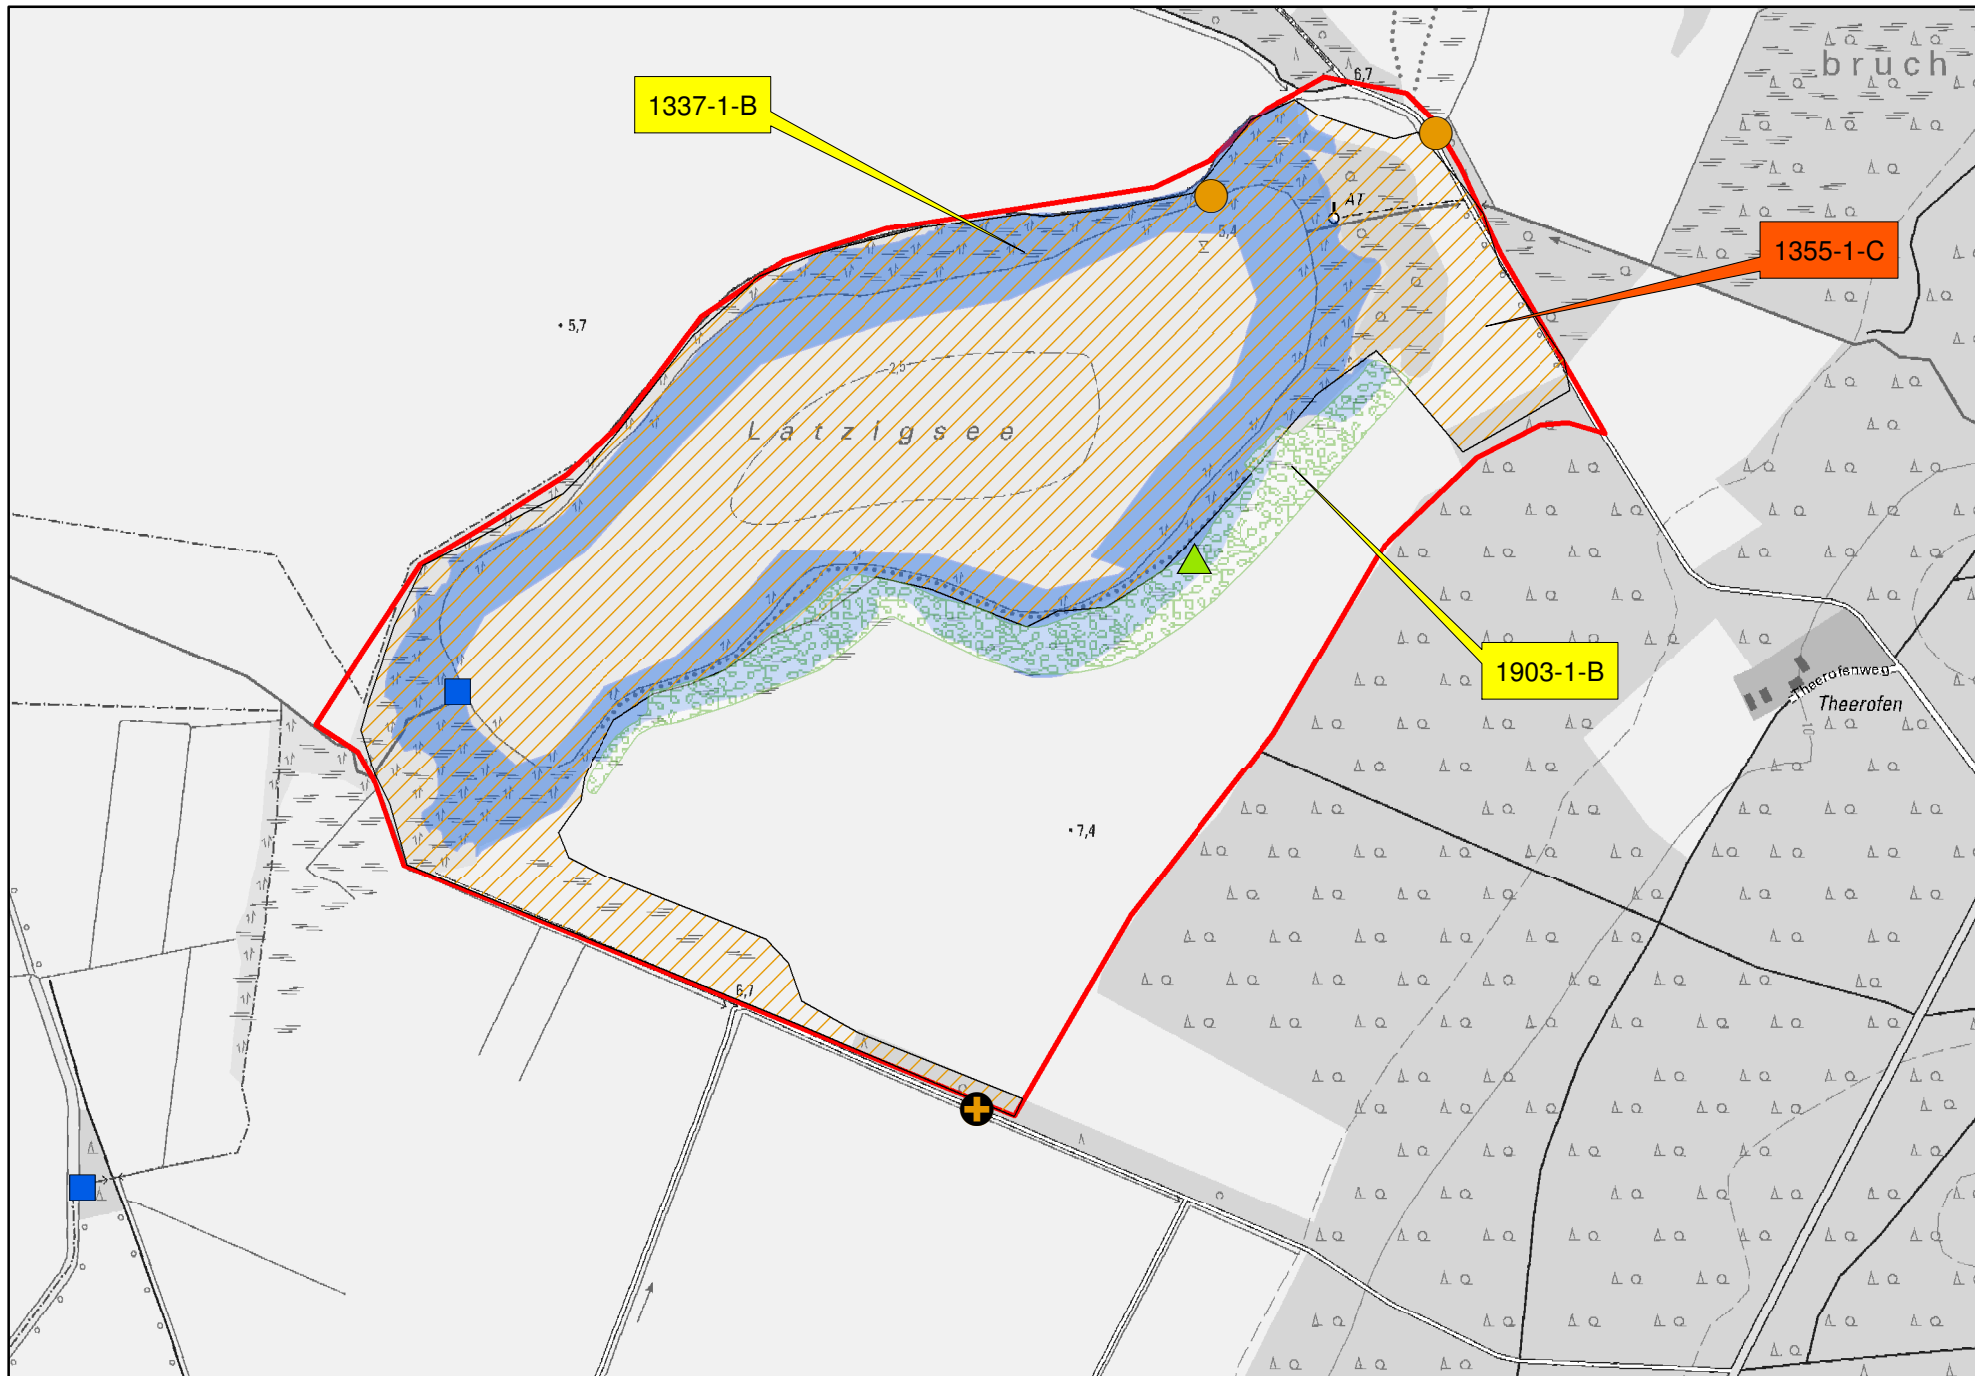 bruch
6,7
1337-1-B
AT
5,4
1355-1-C
5,7
2,5
Latzigsee
1903-1-B
Theerofenweg
Theerofen
10
7,4
6,7